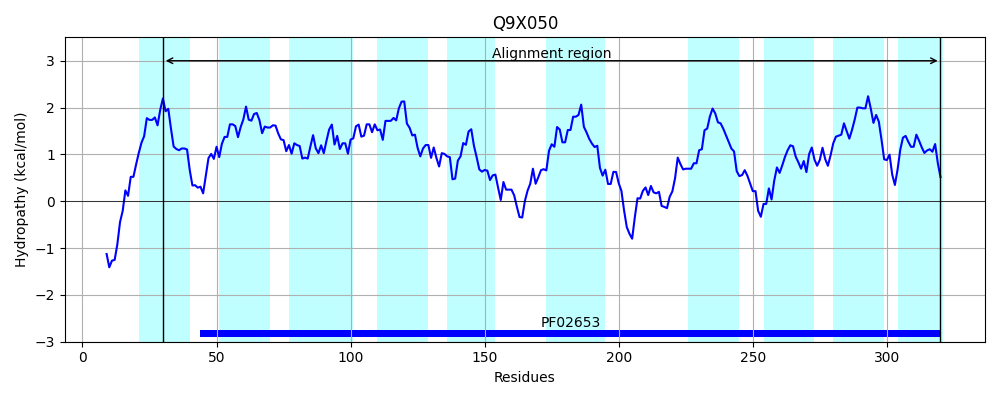 Q9X050
Alignment region
3
2
1
0
−1
−2
−3
Hydropathy (kcal/mol)
PF02653
0 50 100 150 200 250 300
Residues